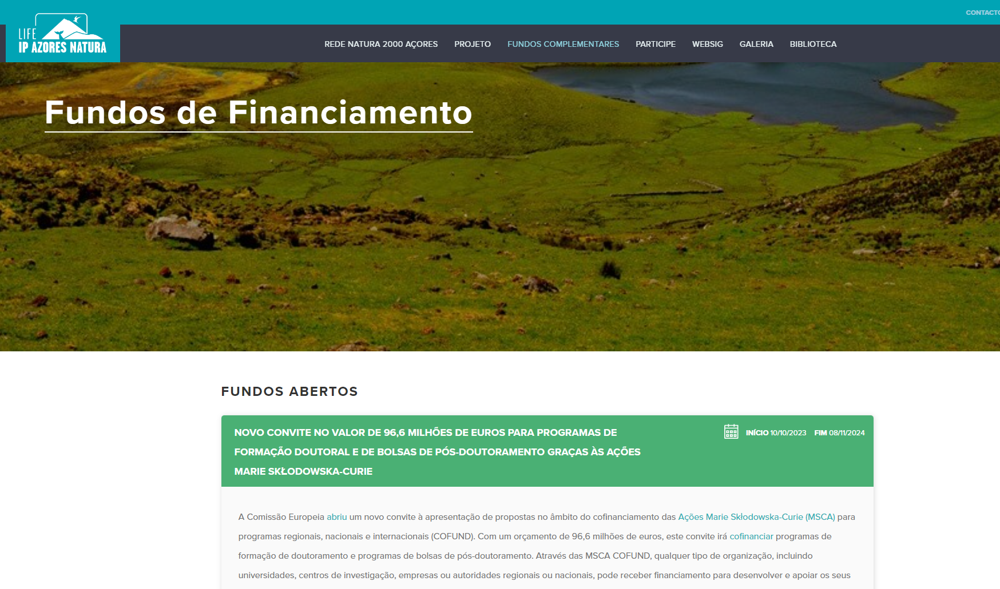 CONTACTO
LIFE
IP AZORES NATURA
REDE NATURA 2000 AÇORES PROJETO FUNDOS COMPLEMENTARES PARTICIPE WEBSIG GALERIA BIBLIOTECA
Fundos de Financiamento
FUNDOS ABERTOS
NOVO CONVITE NO VALOR DE 96,6 MILHÕES DE EUROS PARA PROGRAMAS DE
FORMAÇÃO DOUTORAL E DE BOLSAS DE PÓS-DOUTORAMENTO GRAÇAS ÀS AÇÕES
MARIE SKŁODOWSKA-CURIE
INÍCIO 10/10/2023 FIM 08/11/2024
A Comissão Europeia abriu um novo convite à apresentação de propostas no âmbito do cofinanciamento das Ações Marie Skłodowska-Curie (MSCA) para
programas regionais, nacionais e internacionais (COFUND). Com um orçamento de 96,6 milhões de euros, este convite irá cofinanciar programas de
formação de doutoramento e programas de bolsas de pós-doutoramento. Através das MSCA COFUND, qualquer tipo de organização, incluindo
universidades, centros de investigação, empresas ou autoridades regionais ou nacionais, pode receber financiamento para desenvolver e apoiar os seus